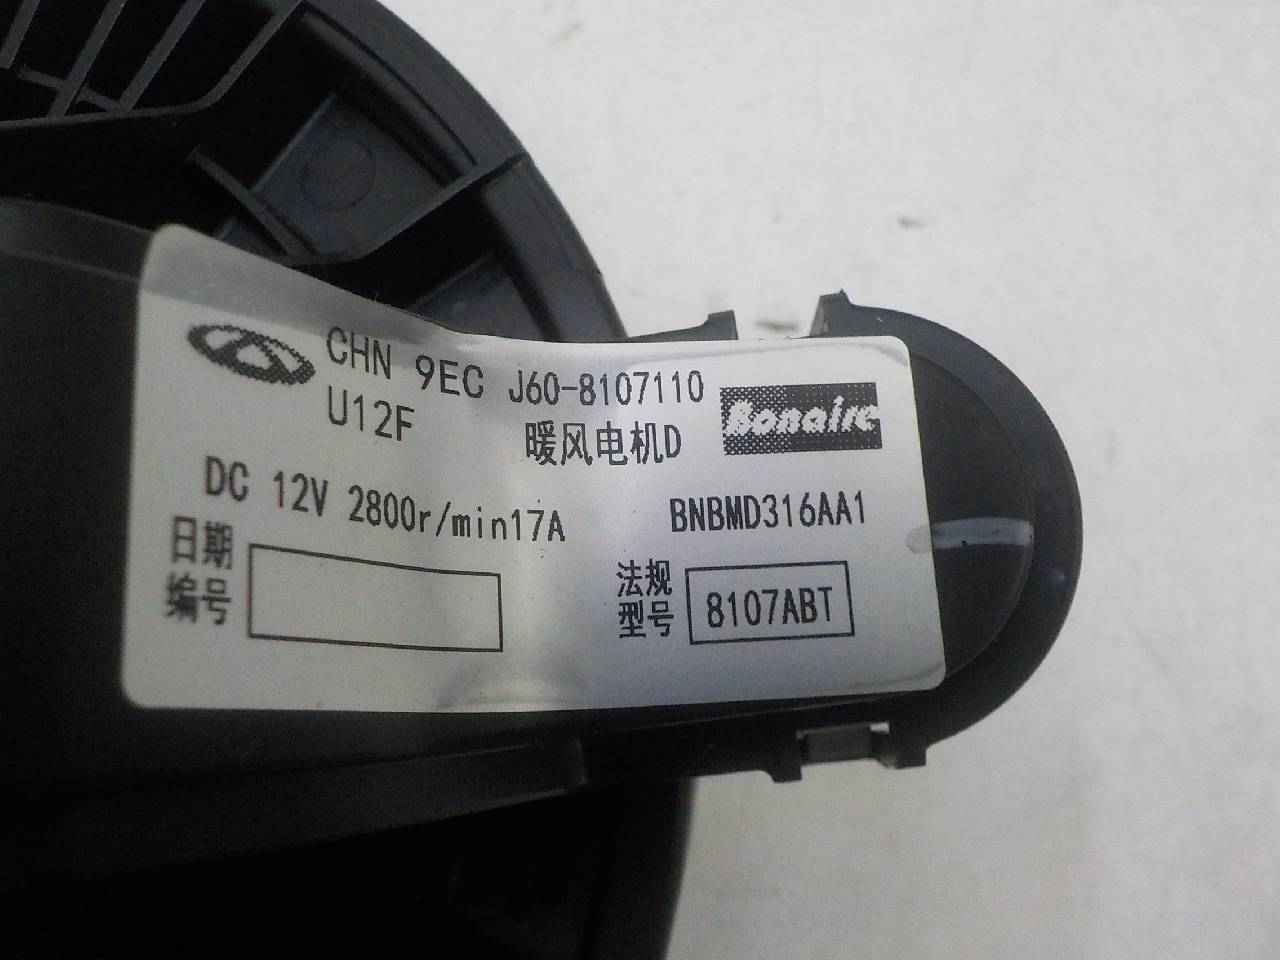 CHN 9EC J60-8107110
U12F
暖风电机D
Bonaire
DC 12V 2800r/min17A
BNBMD316AA1
日期
编号
法规
型号
8107ABT